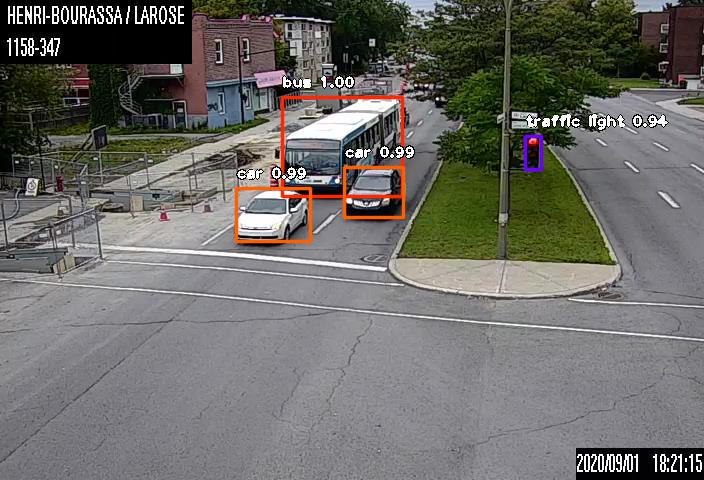 HENRI-BOURASSA / LAROSE
1158-347
bus 1.00
traffic light 0.94
car 0.99
car 0.99
2020/09/01 18:21:15